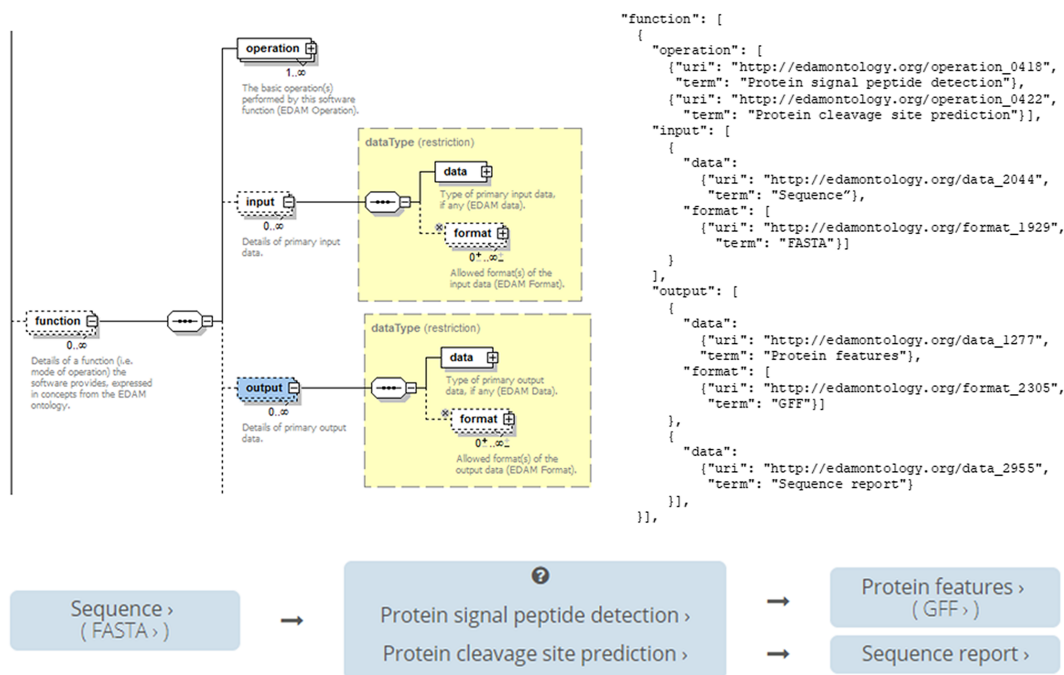 operation
1..∞
The basic operation(s)
performed by this software
function (EDAM Operation).
dataType (restriction)
data
Type of primary input data,
if any (EDAM data).
input
0..∞
Details of primary input
data.
format
0..∞
Allowed format(s) of the
input data (EDAM Format).
function
0..∞
Details of a function (i.e.
mode of operation) the
software provides, expressed
in concepts from the EDAM
ontology.
dataType (restriction)
data
Type of primary output
data, if any (EDAM Data).
output
0..∞
Details of primary output
data.
format
0..∞
Allowed format(s) of the
output data (EDAM Format).
"function": [
{
"operation": [
{"uri": "http://edamontology.org/operation_0418",
"term": "Protein signal peptide detection"},
{"uri": "http://edamontology.org/operation_0422",
"term": "Protein cleavage site prediction"}],
"input": [
{
"data":
{"uri": "http://edamontology.org/data_2044",
"term": "Sequence”},
"format": [
{"uri": "http://edamontology.org/format_1929",
"term": "FASTA"}]
}
],
"output": [
{
"data":
{"uri": "http://edamontology.org/data_1277",
"term": "Protein features"},
"format": [
{"uri": "http://edamontology.org/format_2305",
"term": "GFF"}]
},
{
"data":
{"uri": "http://edamontology.org/data_2955",
"term": "Sequence report"}
}],
}],
Sequence ›
( FASTA › )
?
Protein signal peptide detection ›
Protein cleavage site prediction ›
Protein features ›
( GFF › )
Sequence report ›